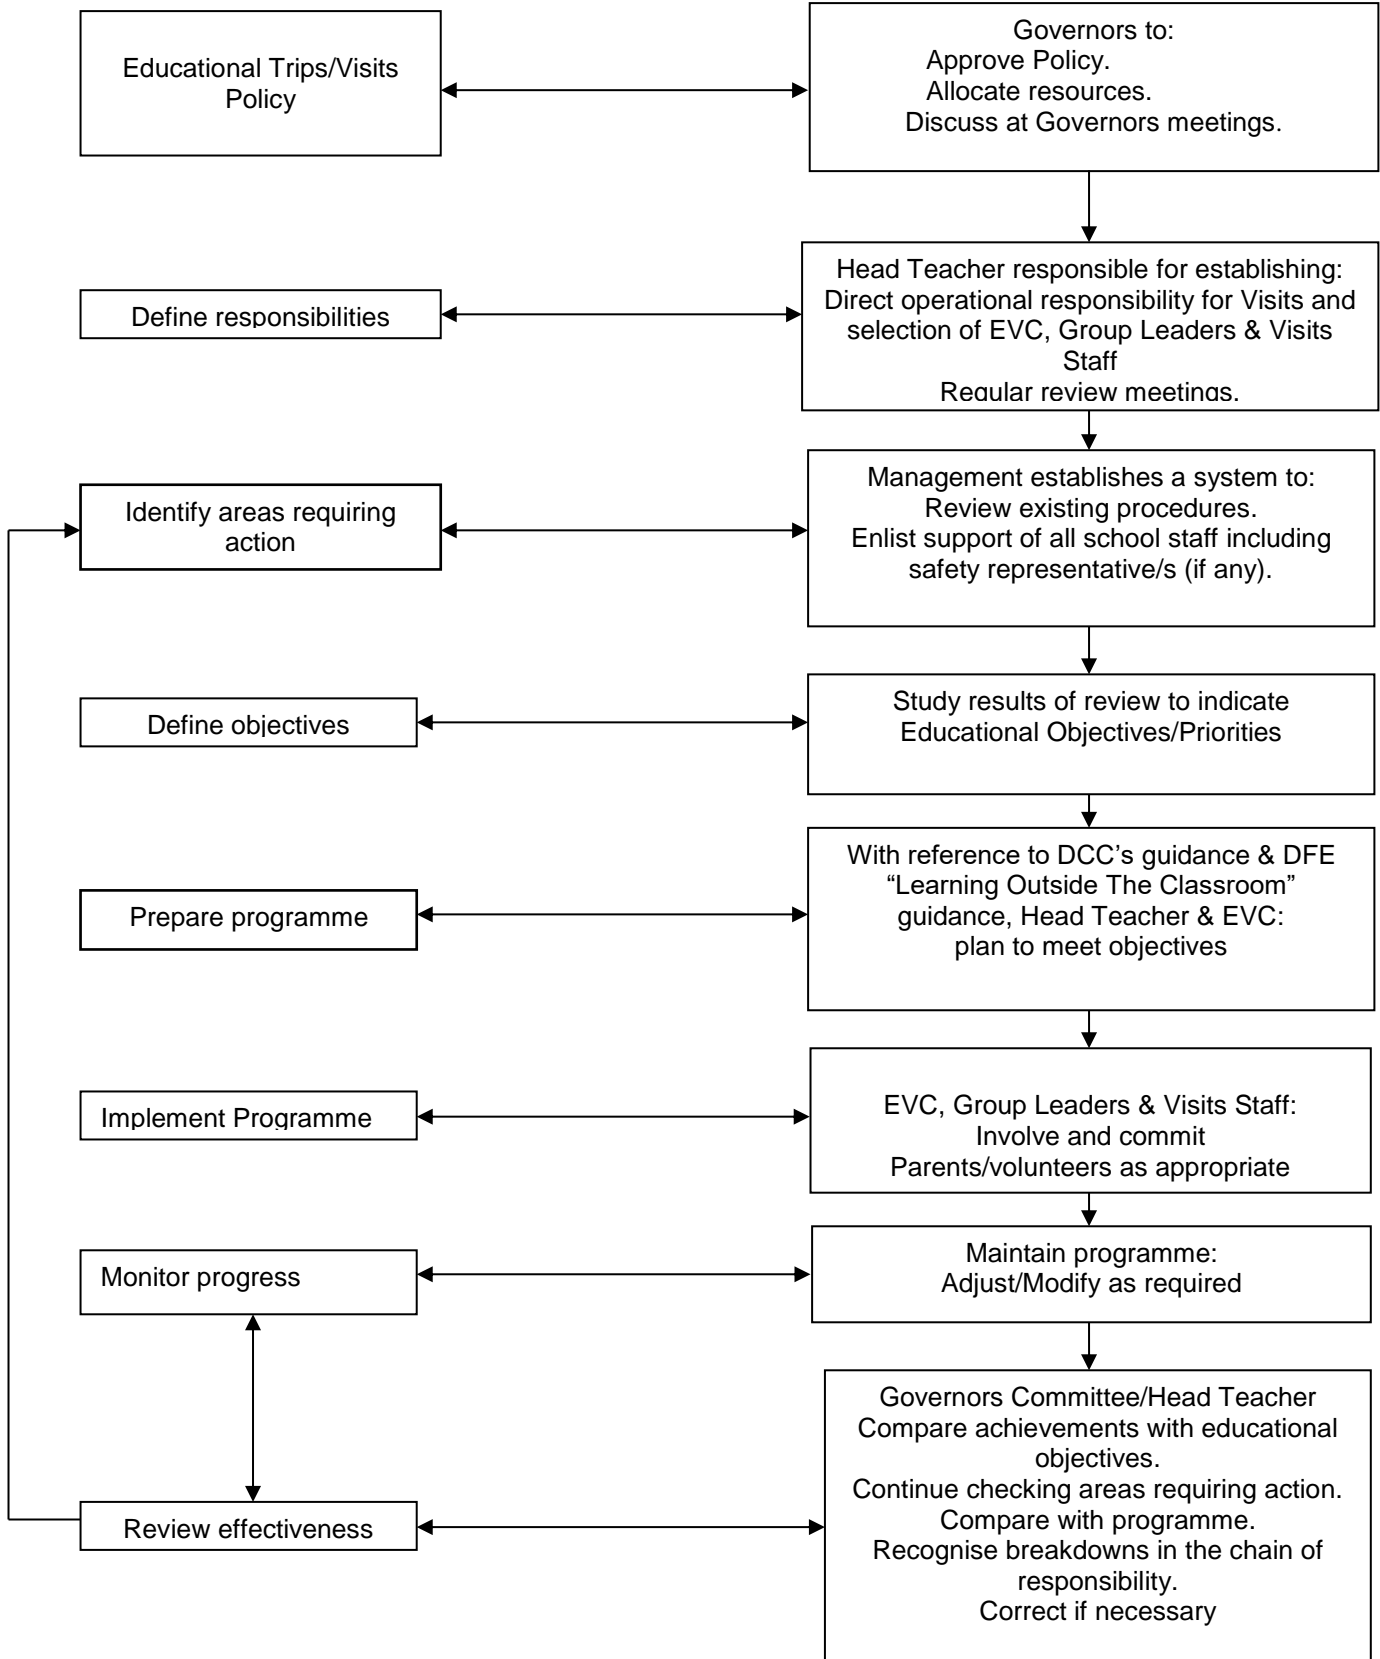 Educational Trips/Visits
Policy
Governors to:
Approve Policy.
Allocate resources.
Discuss at Governors meetings.
Define responsibilities
Head Teacher responsible for establishing:
Direct operational responsibility for Visits and
selection of EVC, Group Leaders & Visits
Staff
Regular review meetings.
Identify areas requiring
action
Management establishes a system to:
Review existing procedures.
Enlist support of all school staff including
safety representative/s (if any).
Define objectives
Study results of review to indicate
Educational Objectives/Priorities
Prepare programme
With reference to DCC’s guidance & DFE
“Learning Outside The Classroom”
guidance, Head Teacher & EVC:
plan to meet objectives
Implement Programme
EVC, Group Leaders & Visits Staff:
Involve and commit
Parents/volunteers as appropriate
Monitor progress
Maintain programme:
Adjust/Modify as required
Review effectiveness
Governors Committee/Head Teacher
Compare achievements with educational
objectives.
Continue checking areas requiring action.
Compare with programme.
Recognise breakdowns in the chain of
responsibility.
Correct if necessary